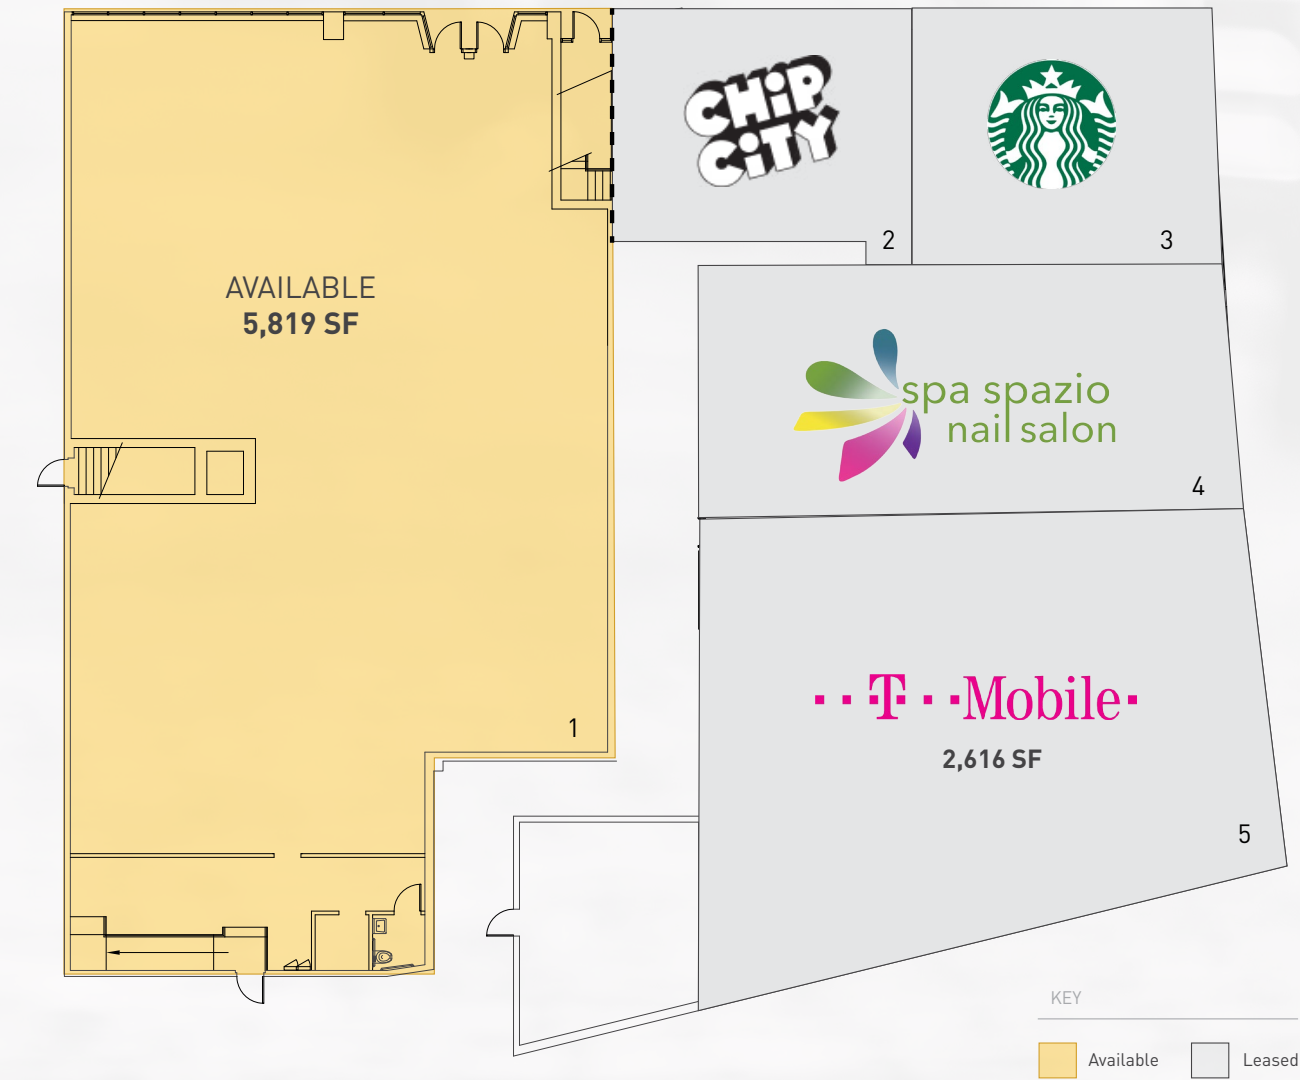 CHiP
CiTY
2
3
AVAILABLE
5,819 SF
spa spazio
nail salon
4
1
T Mobile
2,616 SF
5
KEY
Available
Leased